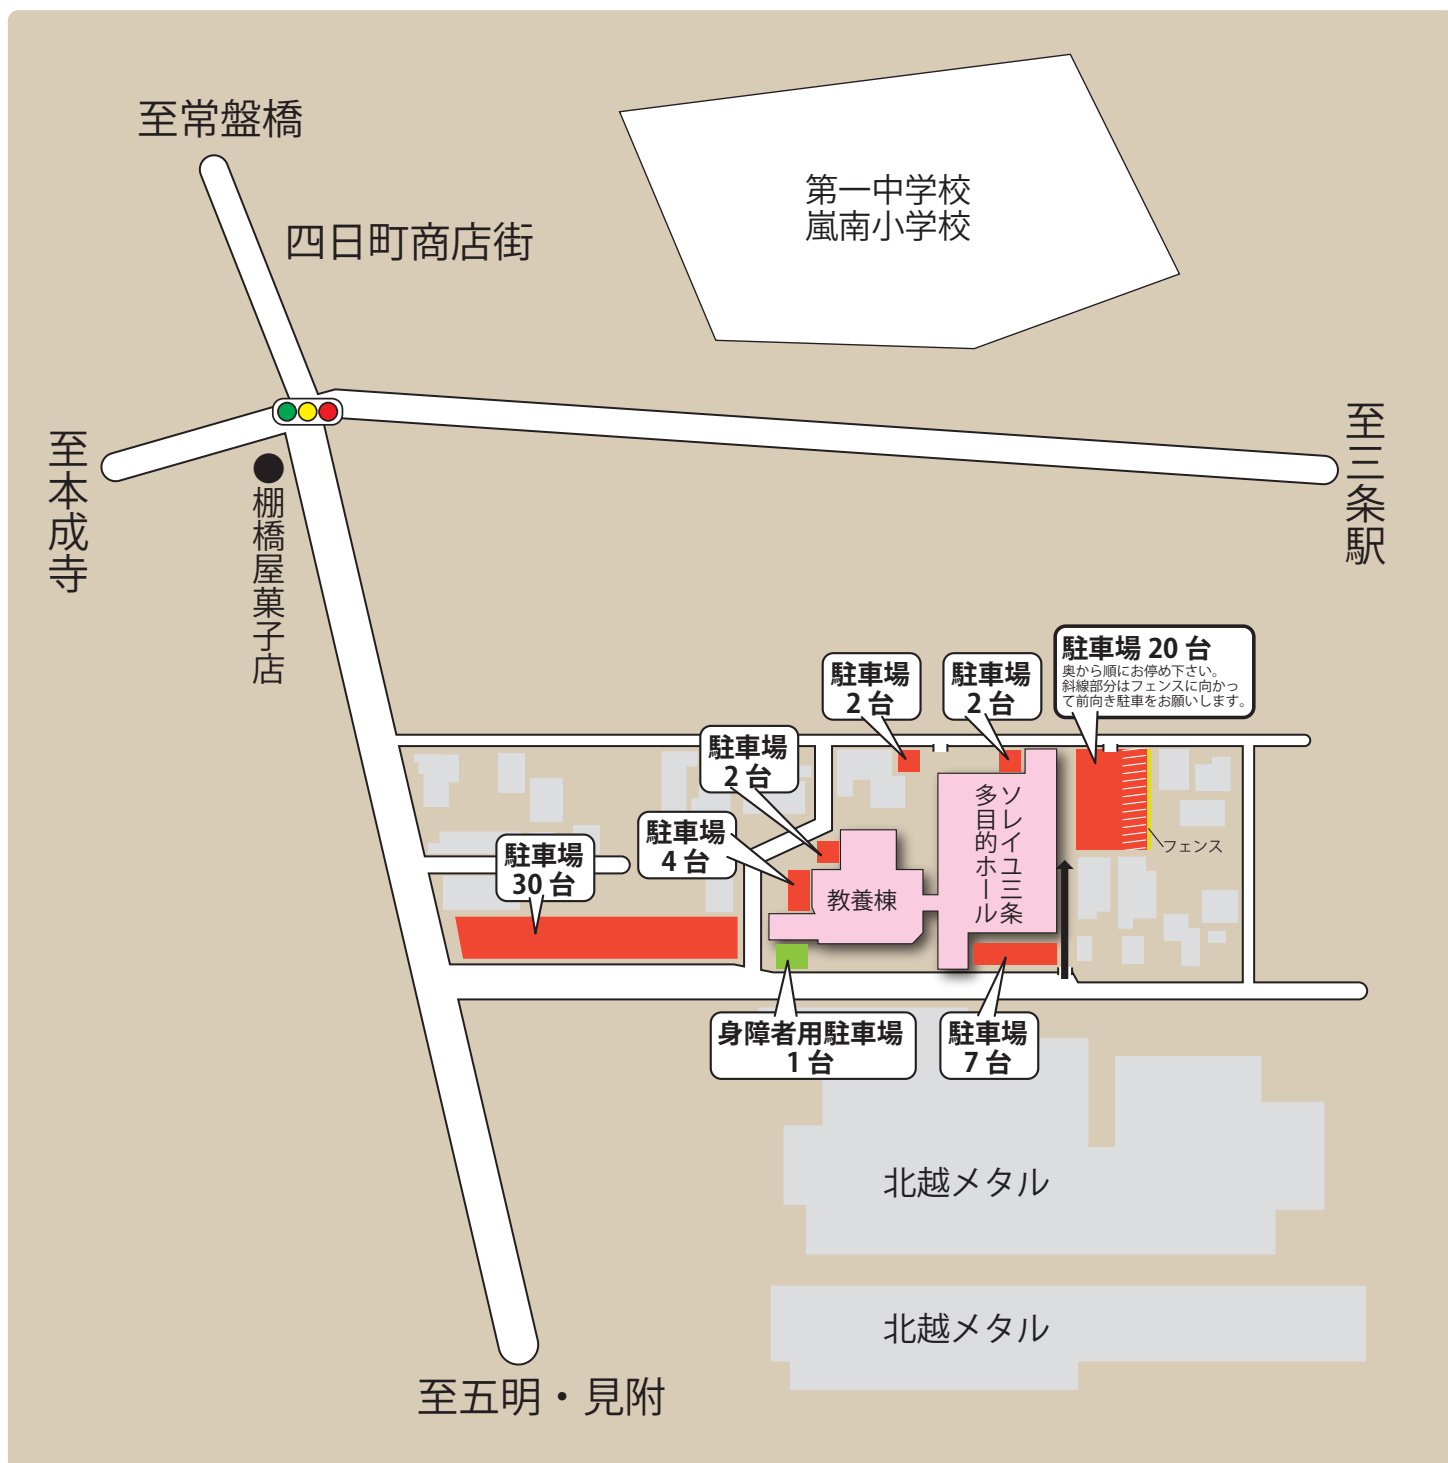 至常盤橋
四日町商店街
第一中学校
嵐南小学校
至本成寺
棚橋屋菓子店
至三条駅
駐車場 20 台
奥から順にお停め下さい。
斜線部分はフェンスに向かっ
て前向き駐車をお願いします。
駐車場
2 台
駐車場
2 台
駐車場
2 台
駐車場
4 台
駐車場
30 台
フェンス
ソレイユ三条
多目的ホール
教養棟
身障者用駐車場
1 台
駐車場
7 台
北越メタル
北越メタル
至五明・見附